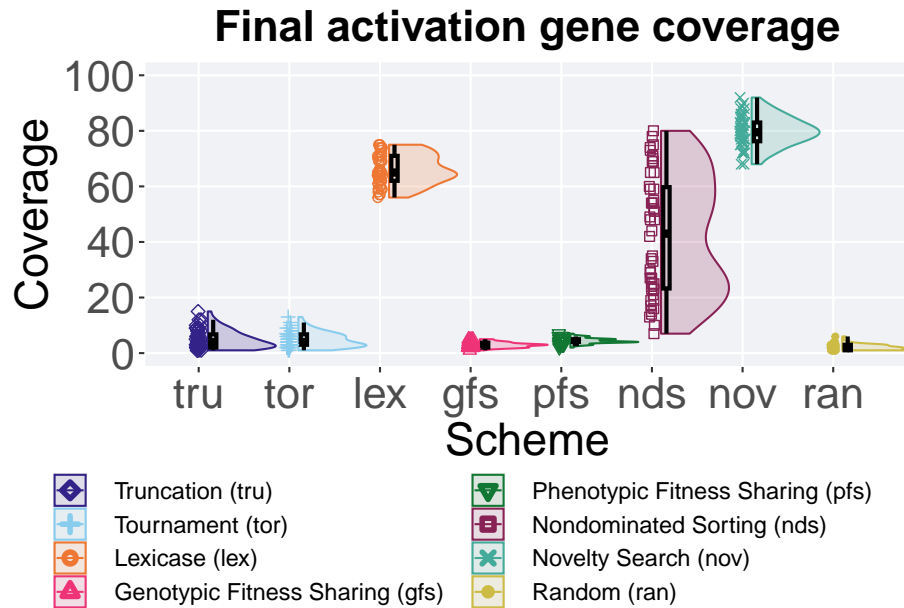 Final activation gene coverage
100
80
60
40
20
0
Coverage
tru tor lex gfs pfs nds nov ran
Scheme
Truncation (tru)
Tournament (tor)
Lexicase (lex)
Genotypic Fitness Sharing (gfs)
Phenotypic Fitness Sharing (pfs)
Nondominated Sorting (nds)
Novelty Search (nov)
Random (ran)